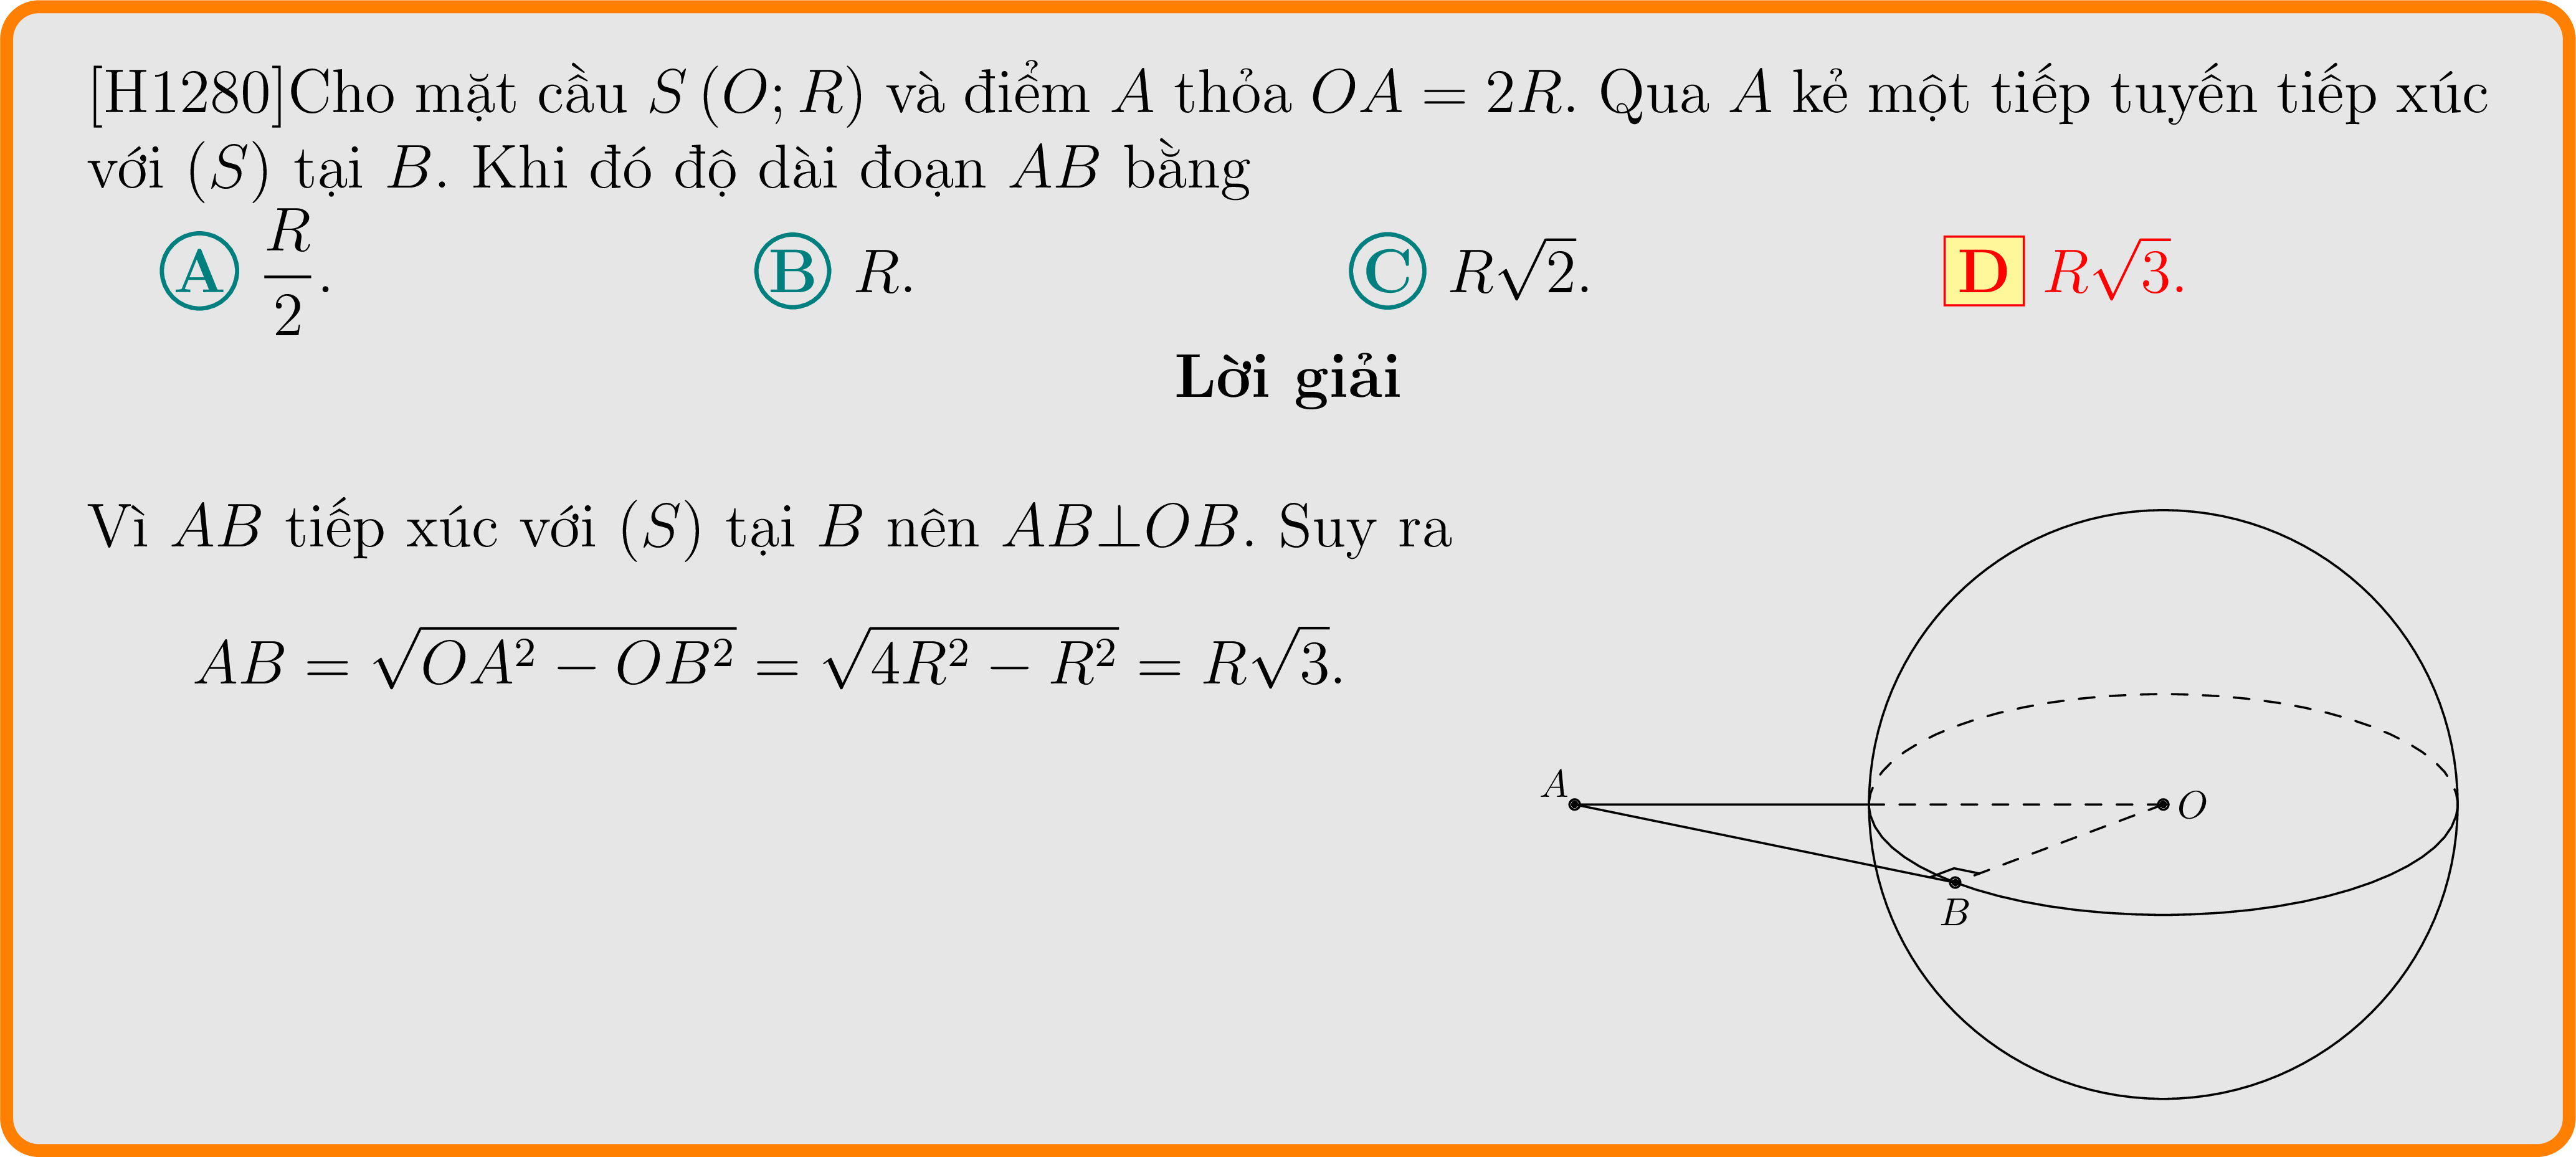 [H1280]Cho mặt cầu S (O; R) và điểm A thỏa OA = 2R. Qua A kẻ một tiếp tuyến tiếp xúc
với (S) tại B. Khi đó độ dài đoạn AB bằng
A R/2. B R. C R√2. D R√3.
Lời giải
Vì AB tiếp xúc với (S) tại B nên AB⊥OB. Suy ra
AB = √(OA² − OB²) = √(4R² − R²) = R√3.
A
O
B